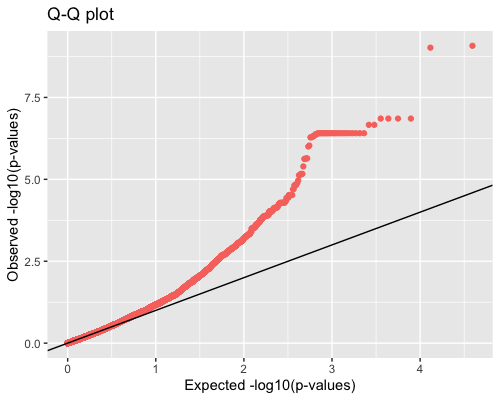 Q-Q plot
Observed -log10(p-values)
7.5
5.0
2.5
0.0
0 1 2 3 4
Expected -log10(p-values)